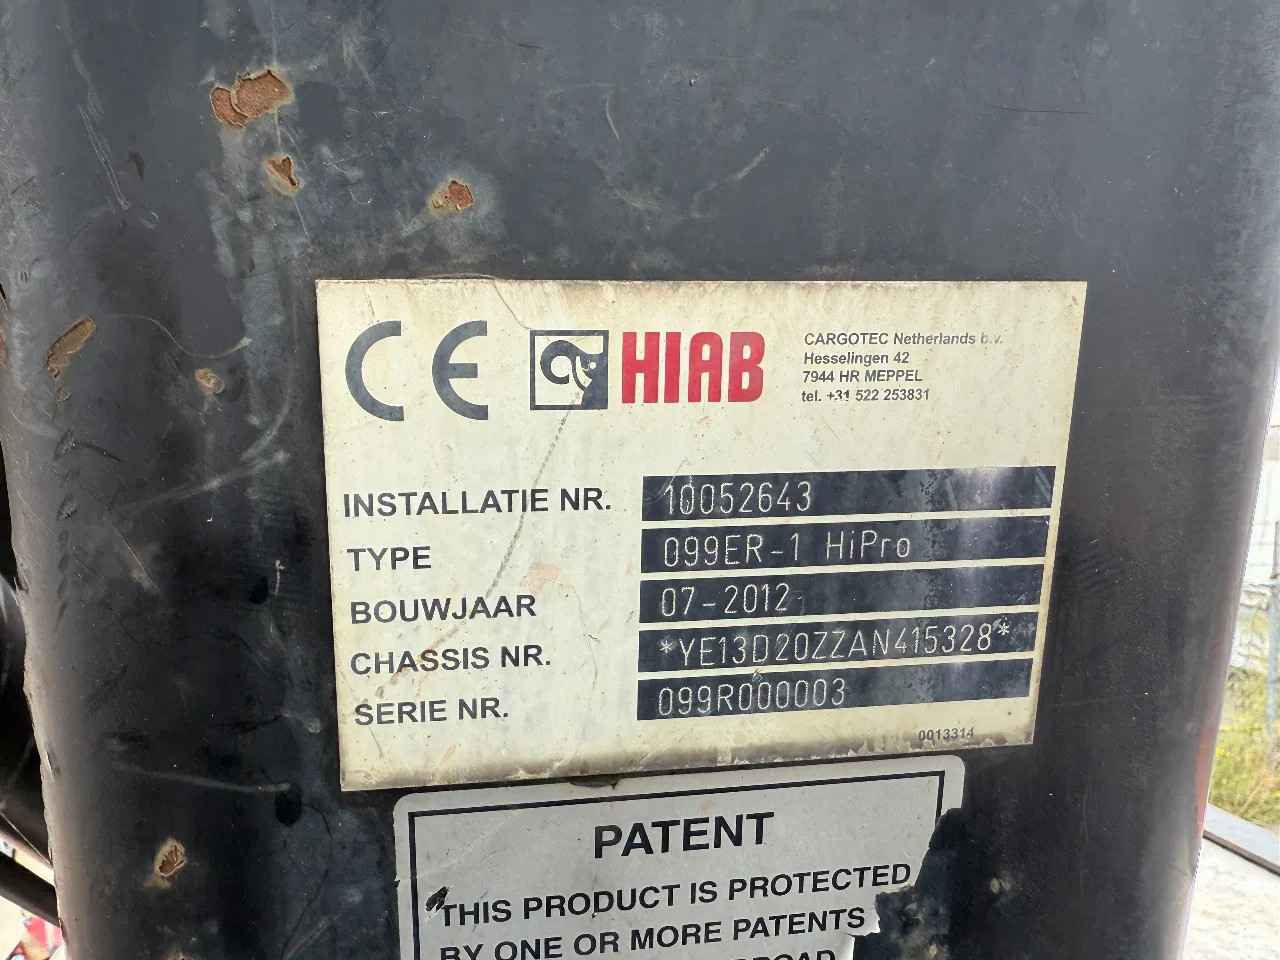 CE HIAB
CARGOTEC Netherlands b.v.
Hesselingen 42
7944 HR MEPPEL
tel. +31 522 253831
INSTALLATIE NR. 10052643
TYPE 099ER-1 HiPro
BOUWJAAR 07-2012
CHASSIS NR. *YE13D20ZZAN415328*
SERIE NR. 099R000003
0013314
PATENT
THIS PRODUCT IS PROTECTED
BY ONE OR MORE PATENTS